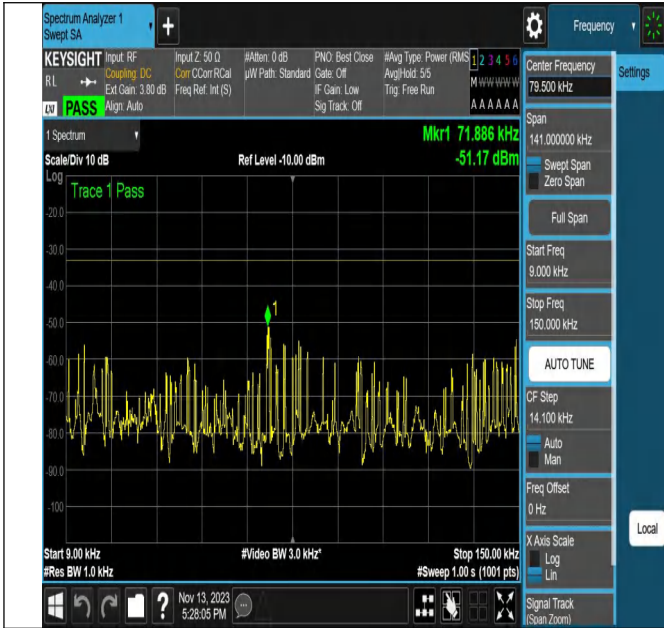 Spectrum Analyzer 1
Swept SA
+
Frequency
KEYSIGHT
RL
LXI
PASS
Input: RF
Coupling: DC
Ext Gain: 3.80 dB
Align: Auto
Input Z: 50 Ω
Corr CCorr RCal
Freq Ref: Int (S)
#Atten: 0 dB
µW Path: Standard
PNO: Best Close
Gate: Off
IF Gain: Low
Sig Track: Off
#Avg Type: Power (RMS
Avg|Hold: 5/5
Trig: Free Run
1 2 3 4 5 6
M W W W W W
A A A A A A
1 Spectrum
Scale/Div 10 dB
Log
Ref Level -10.00 dBm
Mkr1 71.886 kHz
-51.17 dBm
Trace 1 Pass
1
-20.0
-30.0
-40.0
-50.0
-60.0
-70.0
-80.0
-90.0
-100
Start 9.00 kHz
#Res BW 1.0 kHz
#Video BW 3.0 kHz*
Stop 150.00 kHz
#Sweep 1.00 s (1001 pts)
Nov 13, 2023
5:28:05 PM
?
Center Frequency
79.500 kHz
Settings
Span
141.000000 kHz
Swept Span
Zero Span
Full Span
Start Freq
9.000 kHz
Stop Freq
150.000 kHz
AUTO TUNE
CF Step
14.100 kHz
Auto
Man
Freq Offset
0 Hz
Local
X Axis Scale
Log
Lin
Signal Track
(Span Zoom)